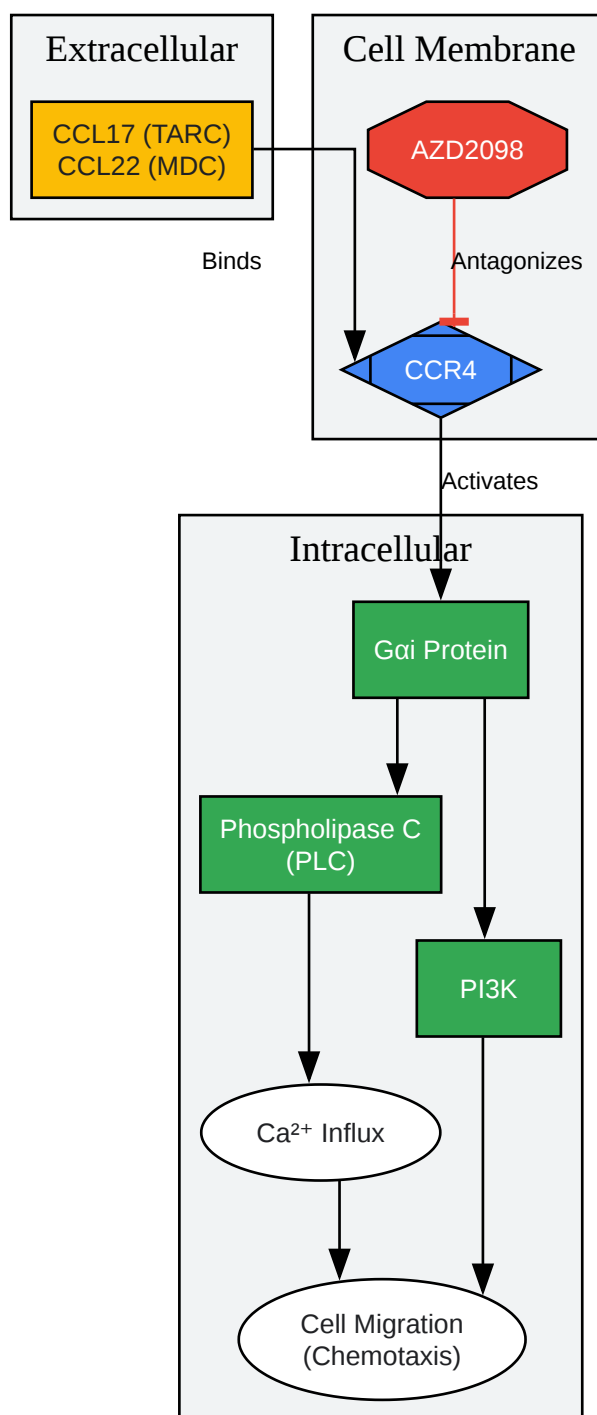 Extracellular
Cell Membrane
CCL17 (TARC)
CCL22 (MDC)
AZD2098
Binds
Antagonizes
CCR4
Activates
Intracellular
Gαi Protein
Phospholipase C
(PLC)
PI3K
Ca²⁺ Influx
Cell Migration
(Chemotaxis)